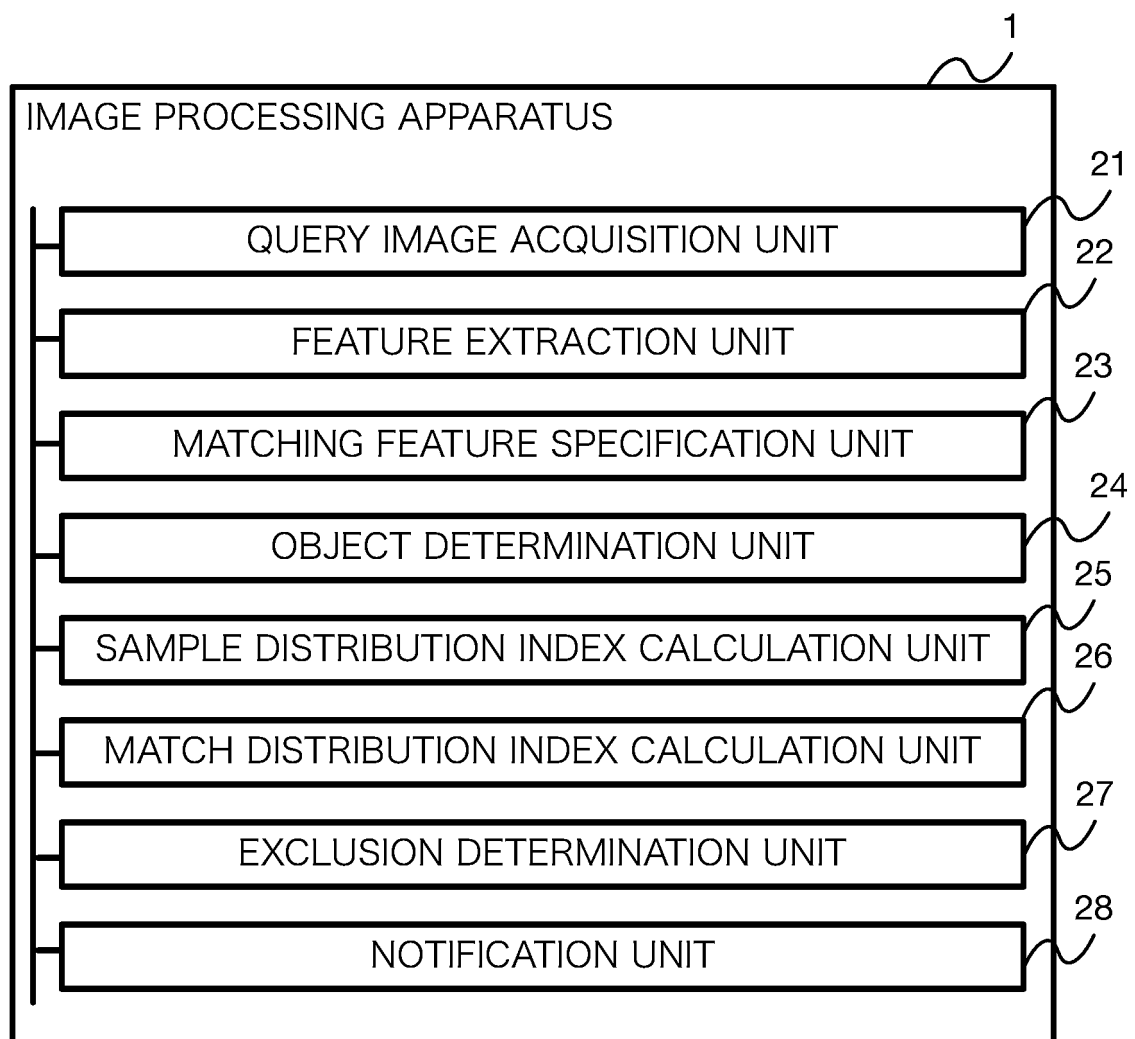 1
IMAGE PROCESSING APPARATUS
21
QUERY IMAGE ACQUISITION UNIT
22
FEATURE EXTRACTION UNIT
23
MATCHING FEATURE SPECIFICATION UNIT
24
OBJECT DETERMINATION UNIT
25
SAMPLE DISTRIBUTION INDEX CALCULATION UNIT
26
MATCH DISTRIBUTION INDEX CALCULATION UNIT
27
EXCLUSION DETERMINATION UNIT
28
NOTIFICATION UNIT